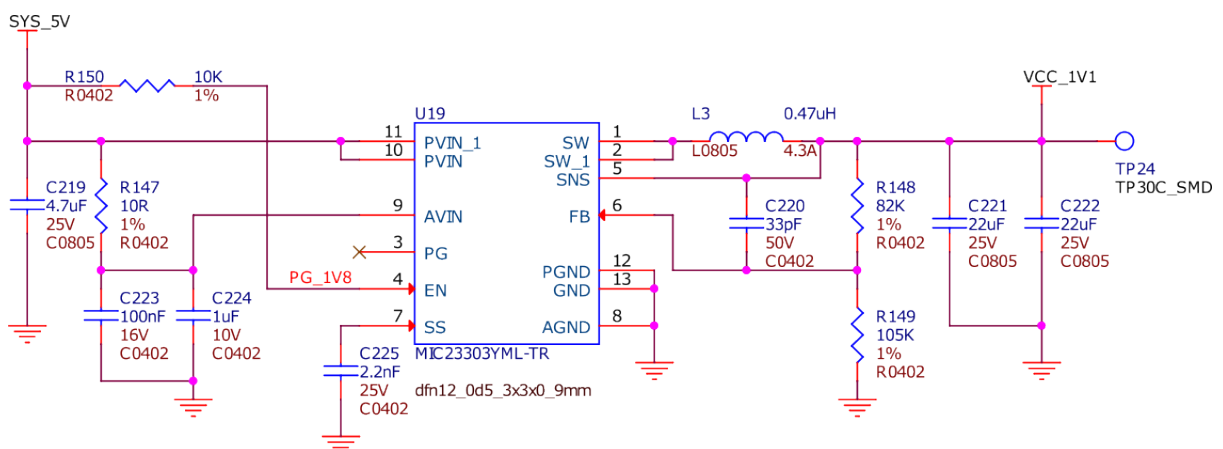 SYS_5V
R150
10K
R0402
1%
VCC_1V1
U19
L3
0.47uH
L0805
4.3A
11
PVIN_1
10
PVIN
SW
1
SW_1
2
SNS
5
TP24
TP30C_SMD
C219
4.7uF
25V
C0805
R147
10R
1%
R0402
9
AVIN
3
PG
PG_1V8
4
EN
7
SS
FB
6
C220
33pF
50V
C0402
R148
82K
1%
R0402
C221
22uF
25V
C0805
C222
22uF
25V
C0805
PGND
12
GND
13
AGND
8
C223
100nF
16V
C0402
C224
1uF
10V
C0402
R149
105K
1%
R0402
MIC23303YML-TR
C225
2.2nF
25V
C0402
dfn12_0d5_3x3x0_9mm